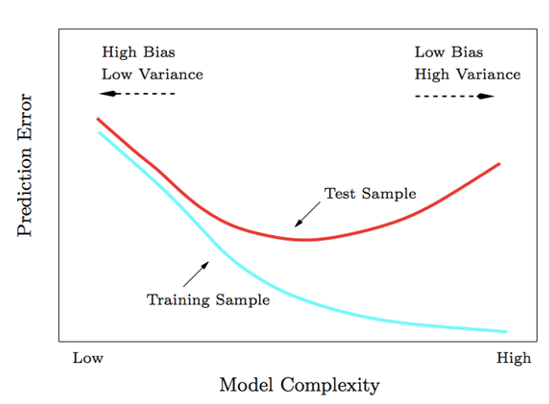 High Bias
Low Variance
Low Bias
High Variance
Prediction Error
Test Sample
Training Sample
Low
High
Model Complexity